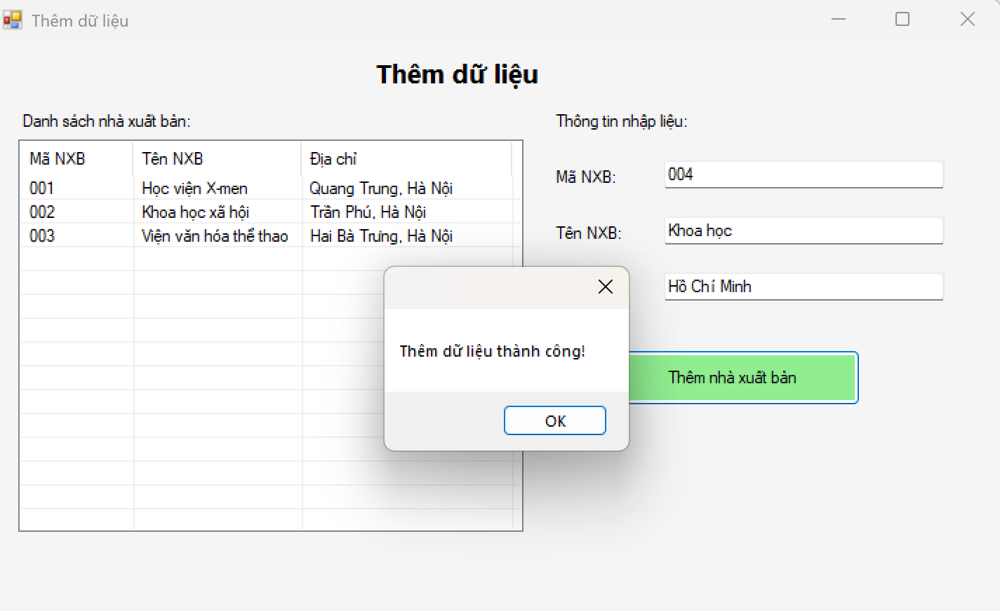 Thêm dữ liệu
Thêm dữ liệu
Danh sách nhà xuất bản:
Mã NXB Tên NXB Địa chỉ
001 Học viện X-men Quang Trung, Hà Nội
002 Khoa học xã hội Trần Phú, Hà Nội
003 Viện văn hóa thể thao Hai Bà Trưng, Hà Nội
Thông tin nhập liệu:
Mã NXB: 004
Tên NXB: Khoa học
Hồ Chí Minh
Thêm nhà xuất bản
Thêm dữ liệu thành công!
OK